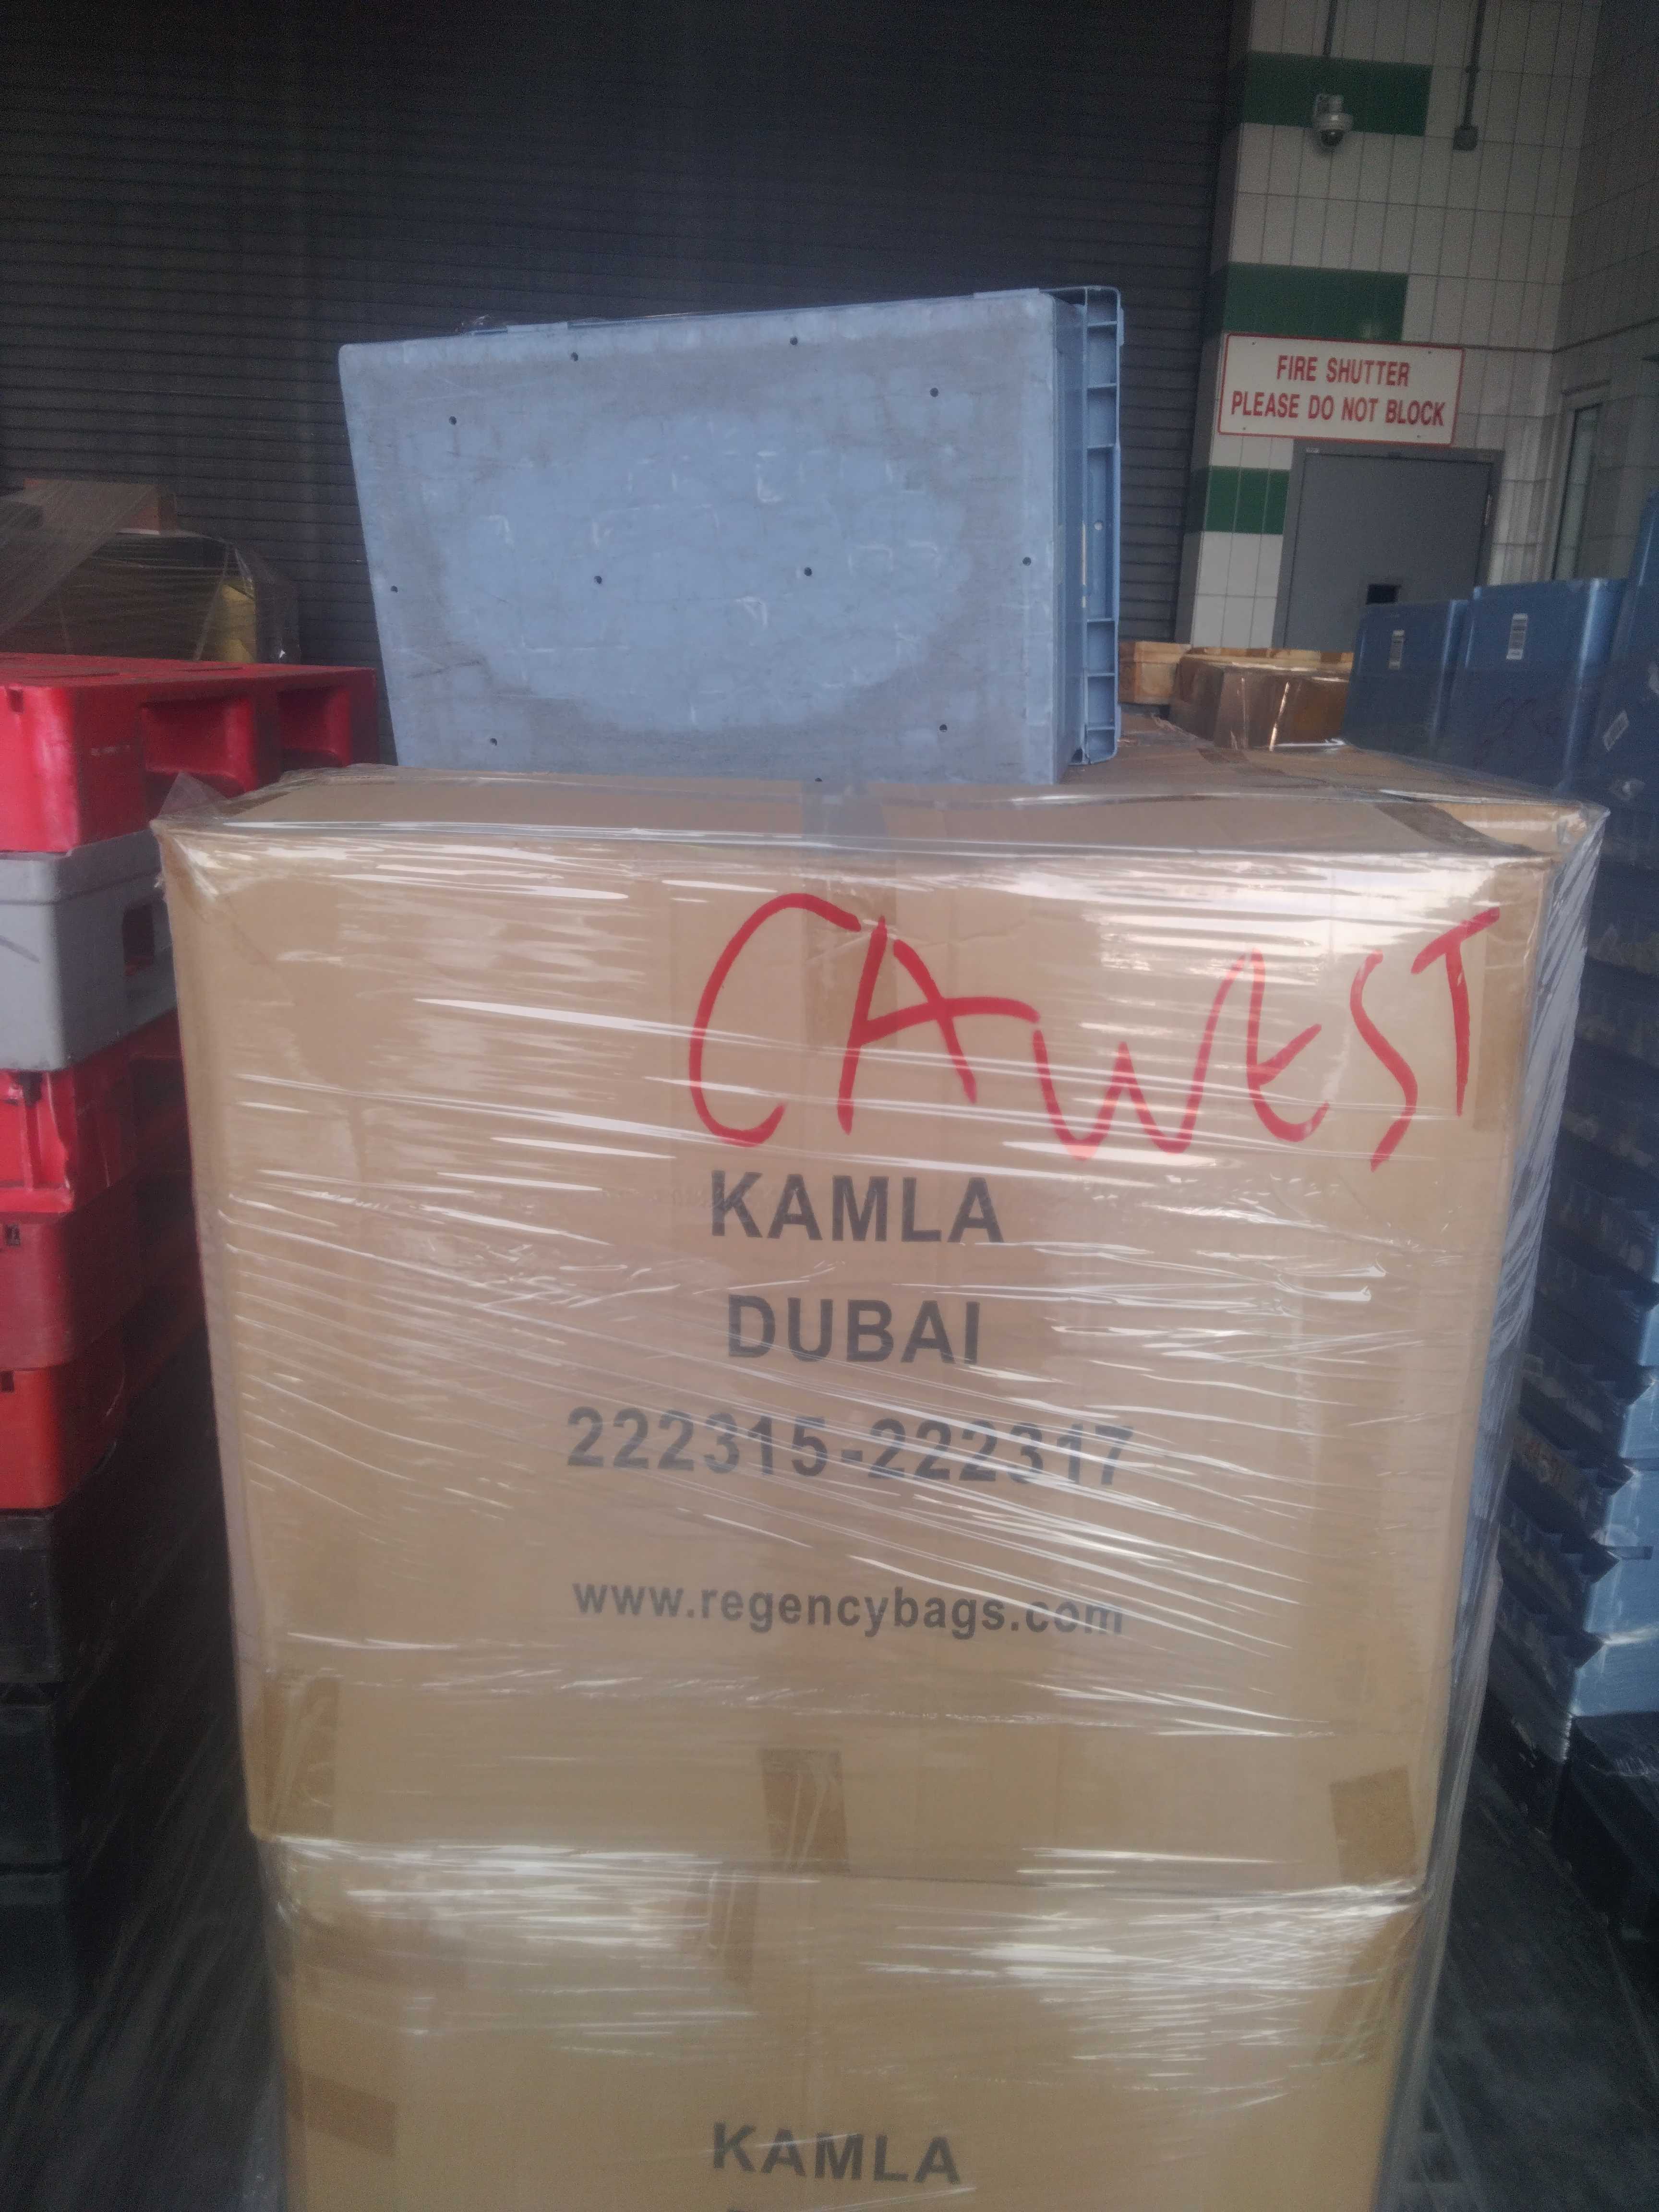 FIRE SHUTTER
PLEASE DO NOT BLOCK
CA WEST
KAMLA
DUBAI
222315-222317
www.regencybags.com
KAMLA